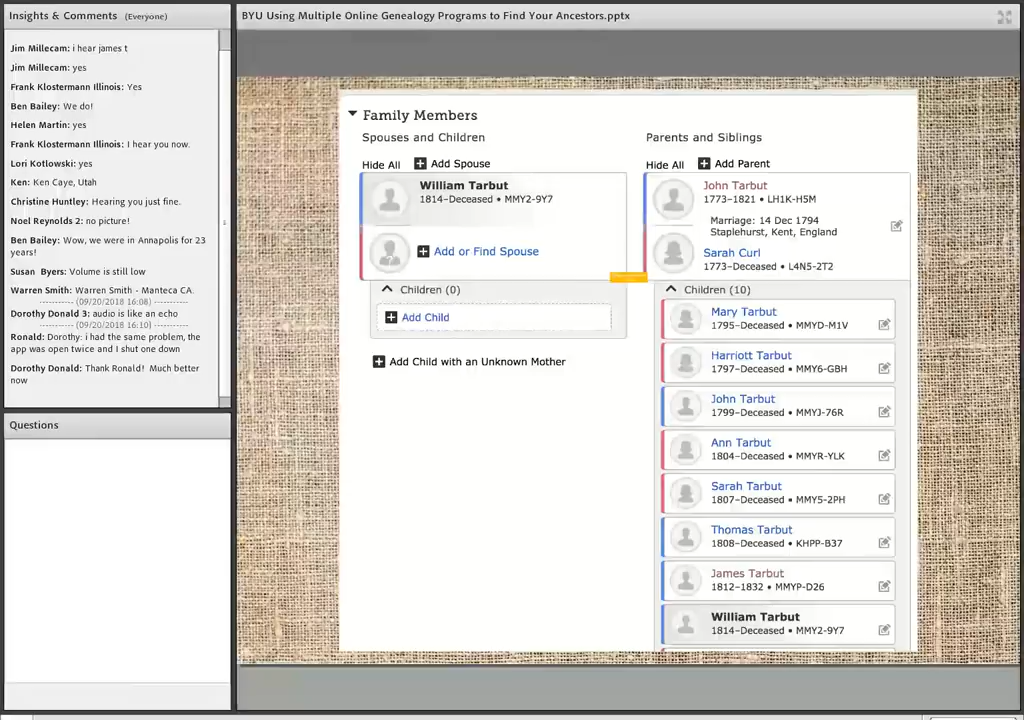 Insights & Comments (Everyone)
Jim Millecam: i hear james t
Jim Millecam: yes
Frank Klostermann Illinois: Yes
Ben Bailey: We do!
Helen Martin: yes
Frank Klostermann Illinois: I hear you now.
Lori Kotlowski: yes
Ken: Ken Caye, Utah
Christine Huntley: Hearing you just fine.
Noel Reynolds 2: no picture!
Ben Bailey: Wow, we were in Annapolis for 23
years!
Susan Byers: Volume is still low
Warren Smith: Warren Smith - Manteca CA.
----------- (09/20/2018 16:08) -----------
Dorothy Donald 3: audio is like an echo
----------- (09/20/2018 16:10) -----------
Ronald: Dorothy: i had the same problem, the
app was open twice and I shut one down
Dorothy Donald: Thank Ronald! Much better
now
Questions
BYU Using Multiple Online Genealogy Programs to Find Your Ancestors.pptx
Family Members
Spouses and Children
Hide All Add Spouse
William Tarbut
1814–Deceased • MMY2-9Y7
Add or Find Spouse
Children (0)
Add Child
Add Child with an Unknown Mother
Parents and Siblings
Hide All Add Parent
John Tarbut
1773–1821 • LH1K-H5M
Marriage: 14 Dec 1794
Staplehurst, Kent, England
Sarah Curl
1773–Deceased • L4N5-2T2
Children (10)
Mary Tarbut
1795–Deceased • MMYD-M1V
Harriott Tarbut
1797–Deceased • MMY6-GBH
John Tarbut
1799–Deceased • MMYJ-76R
Ann Tarbut
1804–Deceased • MMYR-YLK
Sarah Tarbut
1807–Deceased • MMY5-2PH
Thomas Tarbut
1808–Deceased • KHPP-B37
James Tarbut
1812–1832 • MMYP-D26
William Tarbut
1814–Deceased • MMY2-9Y7